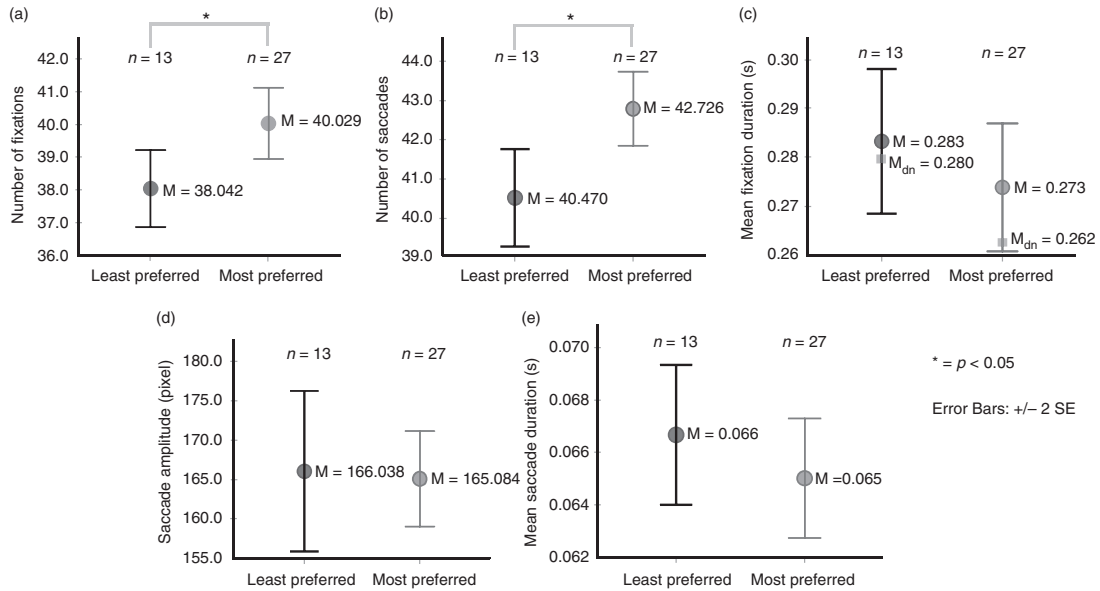 (a)
*
n = 13 n = 27
42.0
41.0
40.0
39.0
38.0
37.0
36.0
Number of fixations
M = 40.029
M = 38.042
Least preferred Most preferred
(b)
*
n = 13 n = 27
44.0
43.0
42.0
41.0
40.0
39.0
Number of saccades
M = 42.726
M = 40.470
Least preferred Most preferred
(c)
n = 13 n = 27
0.30
0.29
0.28
0.27
0.26
Mean fixation duration (s)
M = 0.283
Mdn = 0.280
M = 0.273
Mdn = 0.262
Least preferred Most preferred
(d)
n = 13 n = 27
180.0
175.0
170.0
165.0
160.0
155.0
Saccade amplitude (pixel)
M = 166.038 M = 165.084
Least preferred Most preferred
(e)
n = 13 n = 27
0.070
0.068
0.066
0.064
0.062
Mean saccade duration (s)
M = 0.066
M =0.065
Least preferred Most preferred
* = p < 0.05
Error Bars: +/– 2 SE